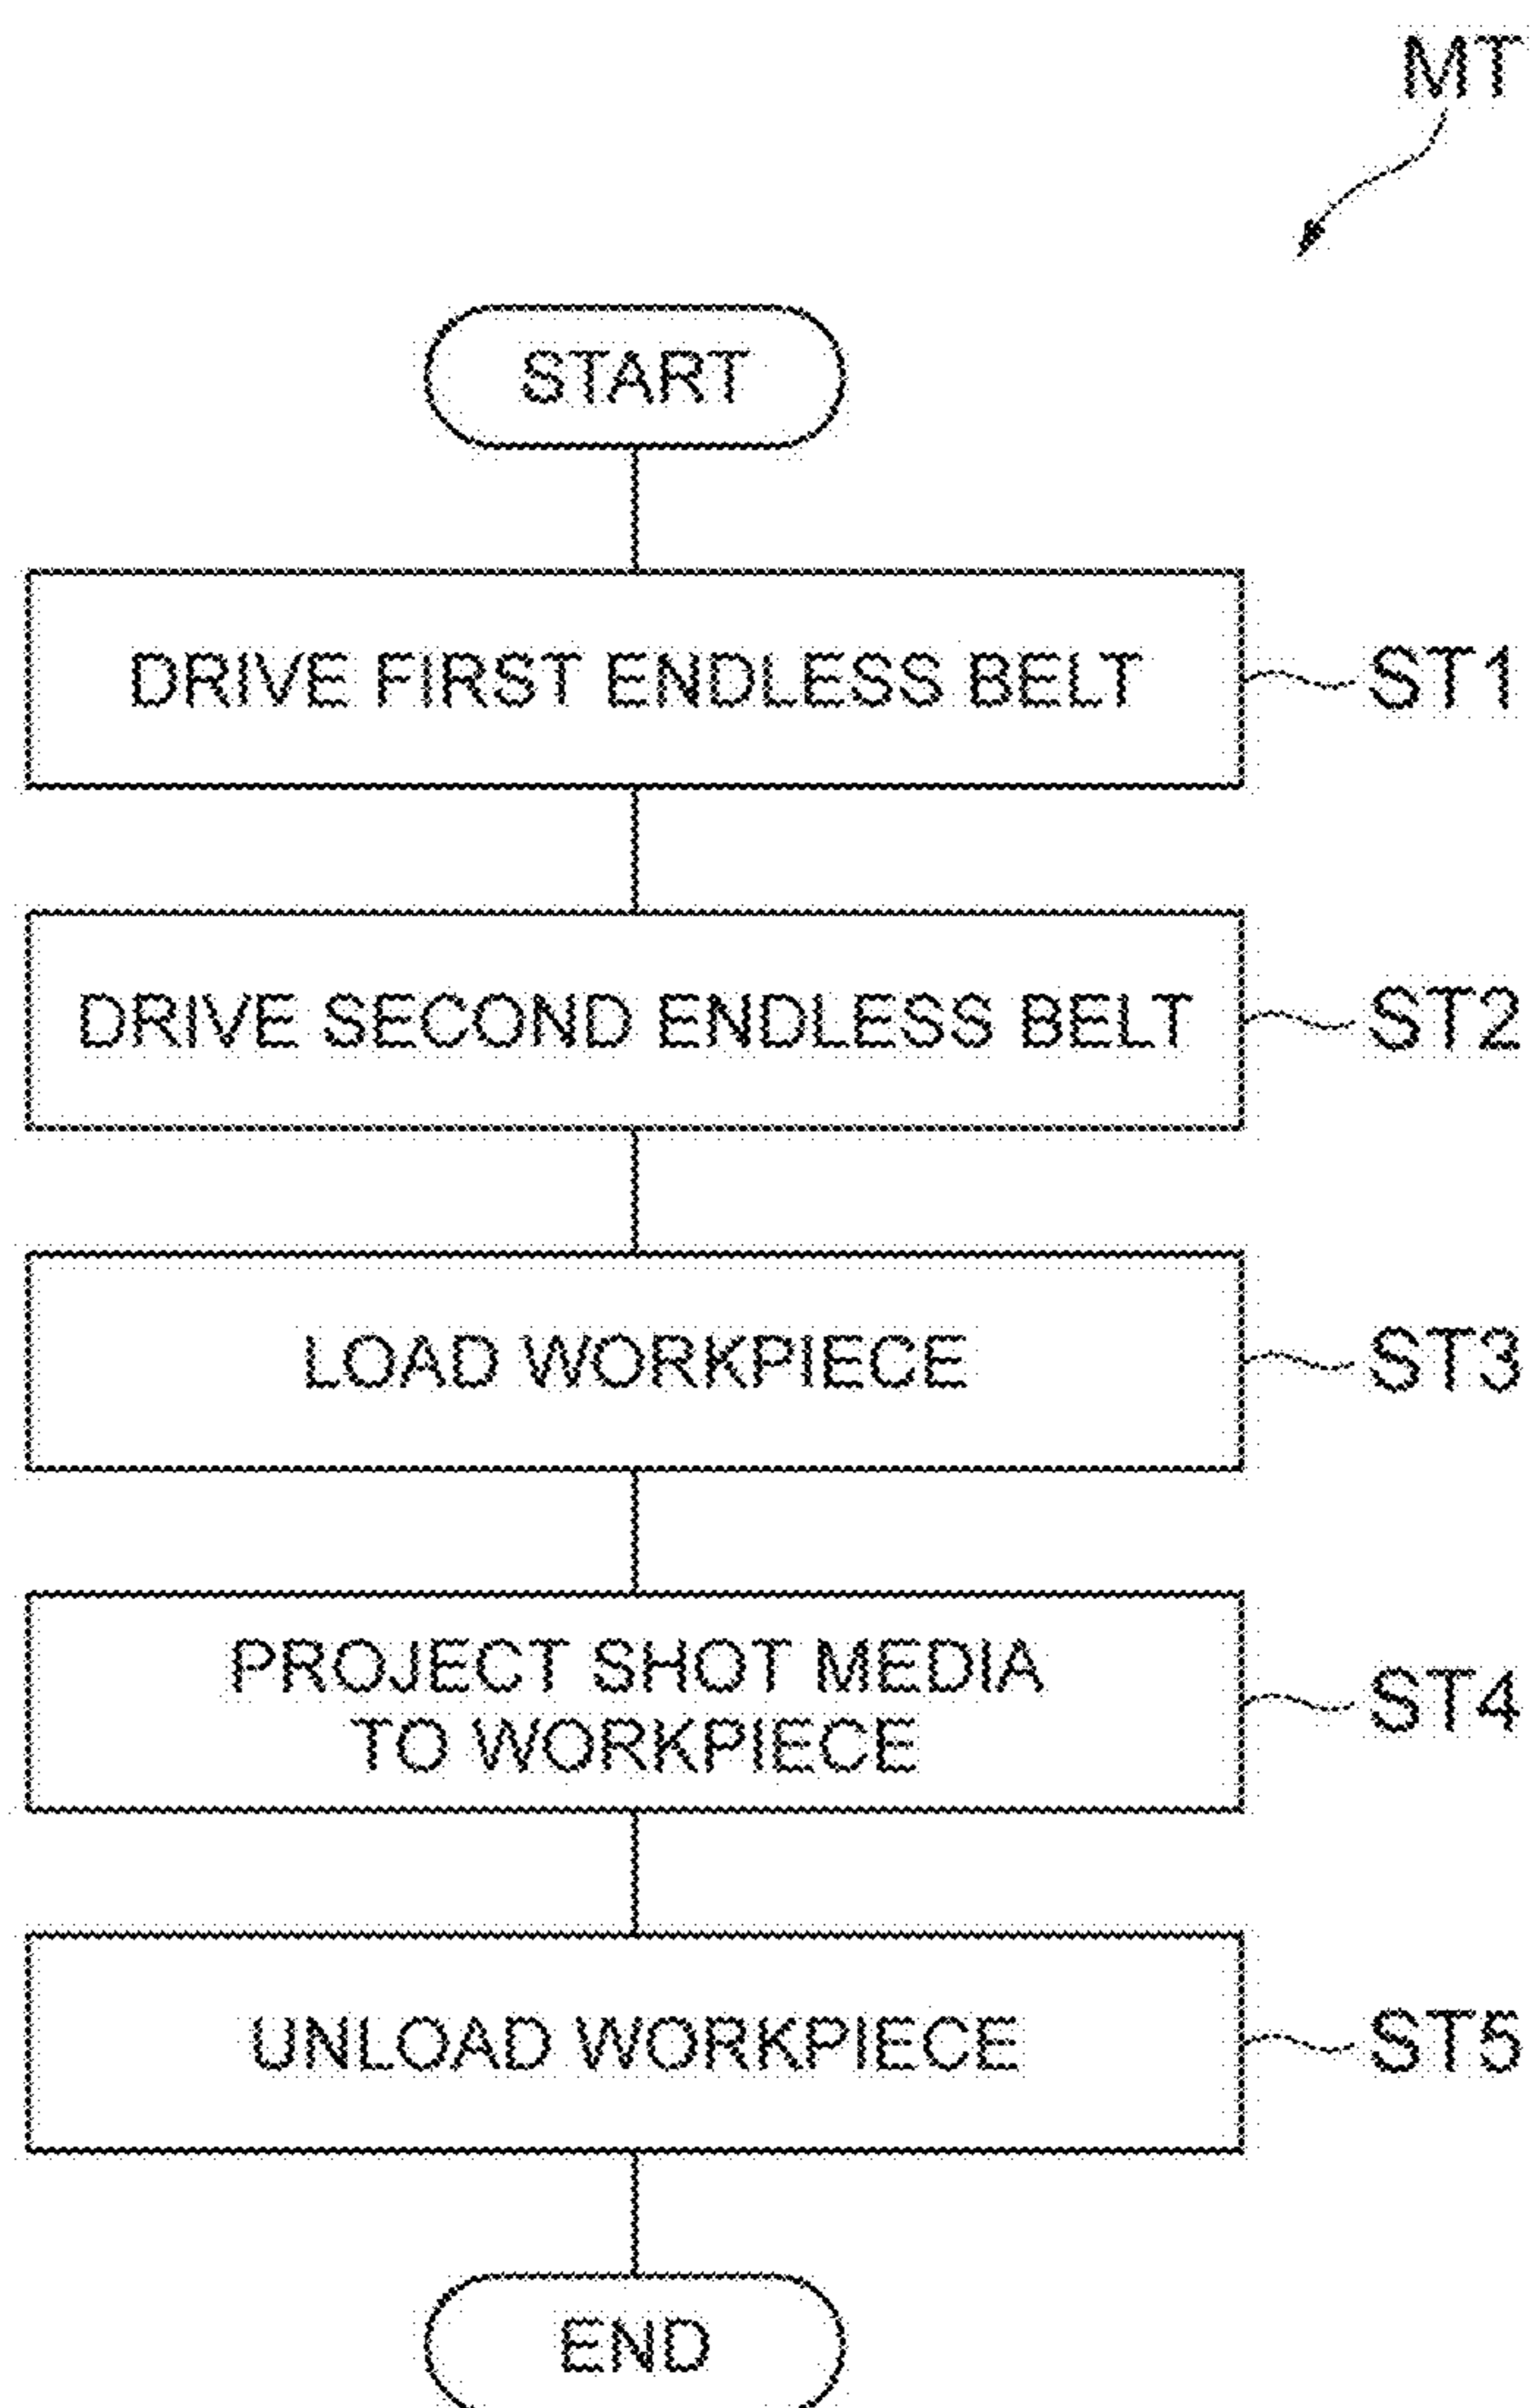 MT
START
DRIVE FIRST ENDLESS BELT
ST1
DRIVE SECOND ENDLESS BELT
ST2
LOAD WORKPIECE
ST3
PROJECT SHOT MEDIA
TO WORKPIECE
ST4
UNLOAD WORKPIECE
ST5
END